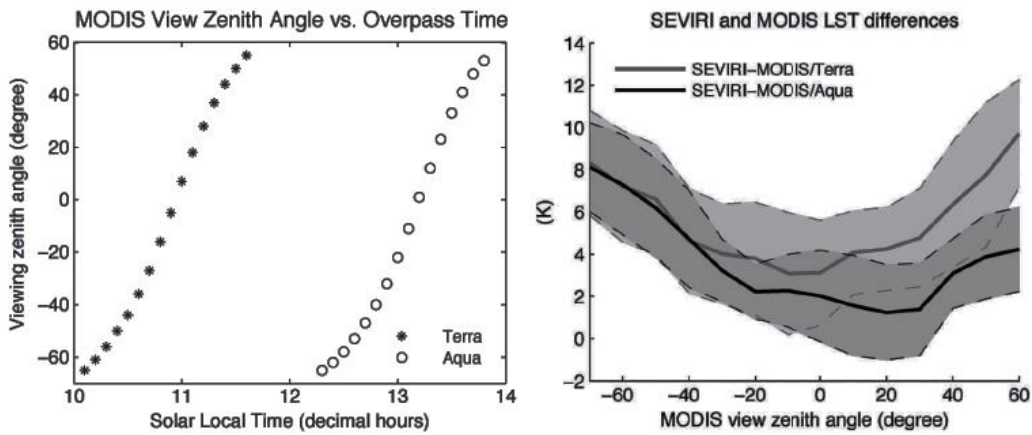 MODIS View Zenith Angle vs. Overpass Time
Viewing zenith angle (degree)
60
40
20
0
−20
−40
−60
10
11
12
13
14
Terra
Aqua
Solar Local Time (decimal hours)
SEVIRI and MODIS LST differences
SEVIRI−MODIS/Terra
SEVIRI−MODIS/Aqua
(K)
14
12
10
8
6
4
2
0
−2
−60
−40
−20
0
20
40
60
MODIS view zenith angle (degree)